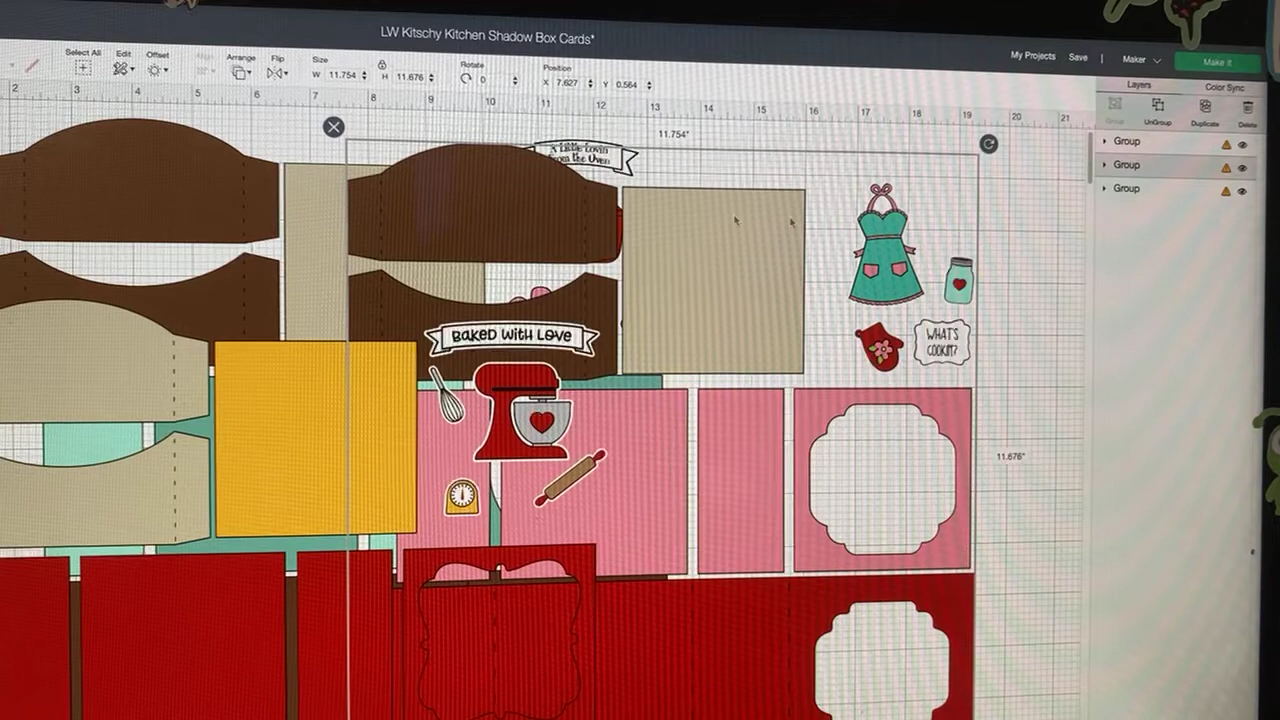 LW Kitschy Kitchen Shadow Box Cards*
My Projects Save | Maker Make It
Select All Edit Offset Align Arrange Flip Size Rotate Position
W 11.754 H 11.676 0 X 7.627 Y 0.564
Layers Color Sync
Group UnGroup Duplicate Delete
2 3 4 5 6 7 8 9 10 11 12 13 14 15 16 17 18 19 20 21
11.754"
Group
Group
Group
A Little Lovin'
From the Oven
BAKED WITH LOVE
WHAT'S
COOKIN?
11.676"